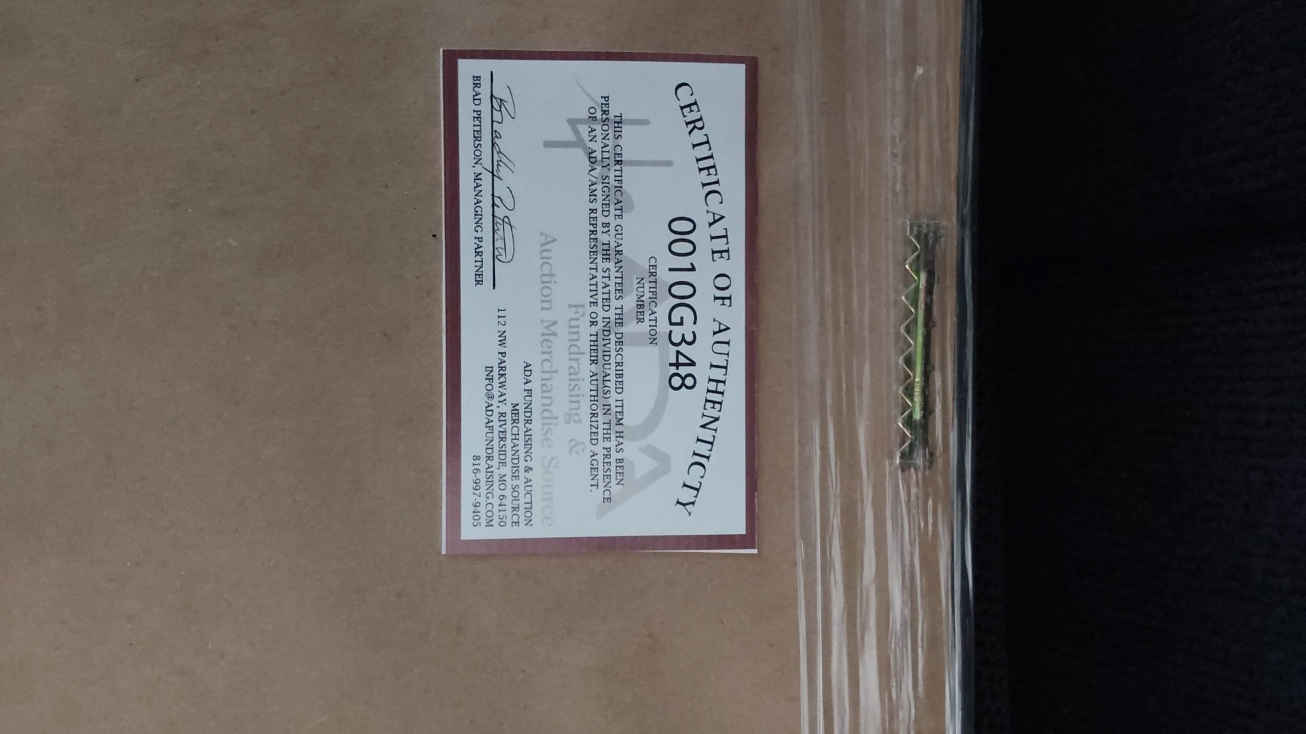 CERTIFICATE OF AUTHENTICTY
0010G348
CERTIFICATION
NUMBER
THIS CERTIFICATE GUARANTEES THE DESCRIBED ITEM HAS BEEN
PERSONALLY SIGNED BY THE STATED INDIVIDUAL(S) IN THE PRESENCE
OF AN ADA/AMS REPRESENTATIVE OR THEIR AUTHORIZED AGENT.
ADA
Fundraising &
Auction Merchandise Source
BRAD PETERSON, MANAGING PARTNER
ADA FUNDRAISING & AUCTION
MERCHANDISE SOURCE
112 NW PARKWAY, RIVERSIDE, MO 64150
INFO@ADAFUNDRAISING.COM
816-997-9405